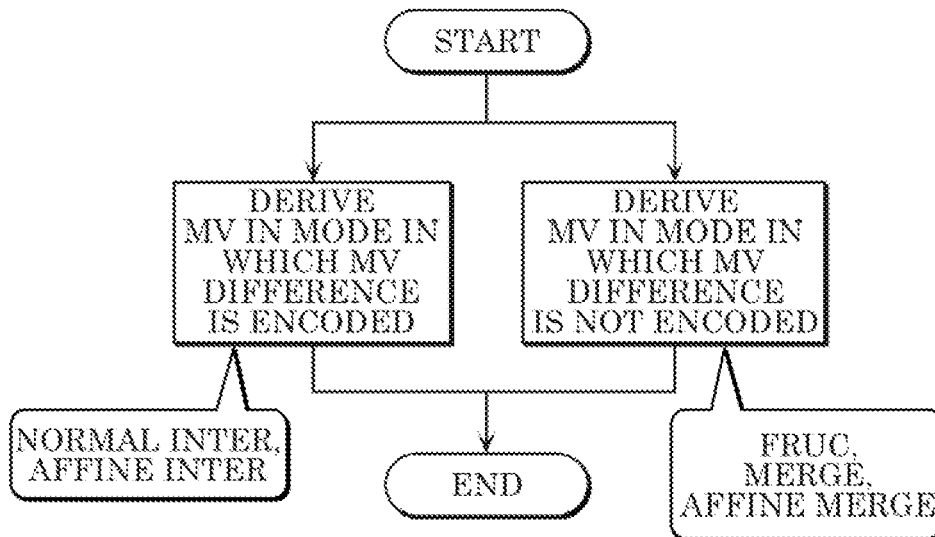 START
DERIVE
MV IN MODE IN
WHICH MV
DIFFERENCE
IS ENCODED
DERIVE
MV IN MODE IN
WHICH MV
DIFFERENCE
IS NOT ENCODED
NORMAL INTER,
AFFINE INTER
FRUC,
MERGE,
AFFINE MERGE
END